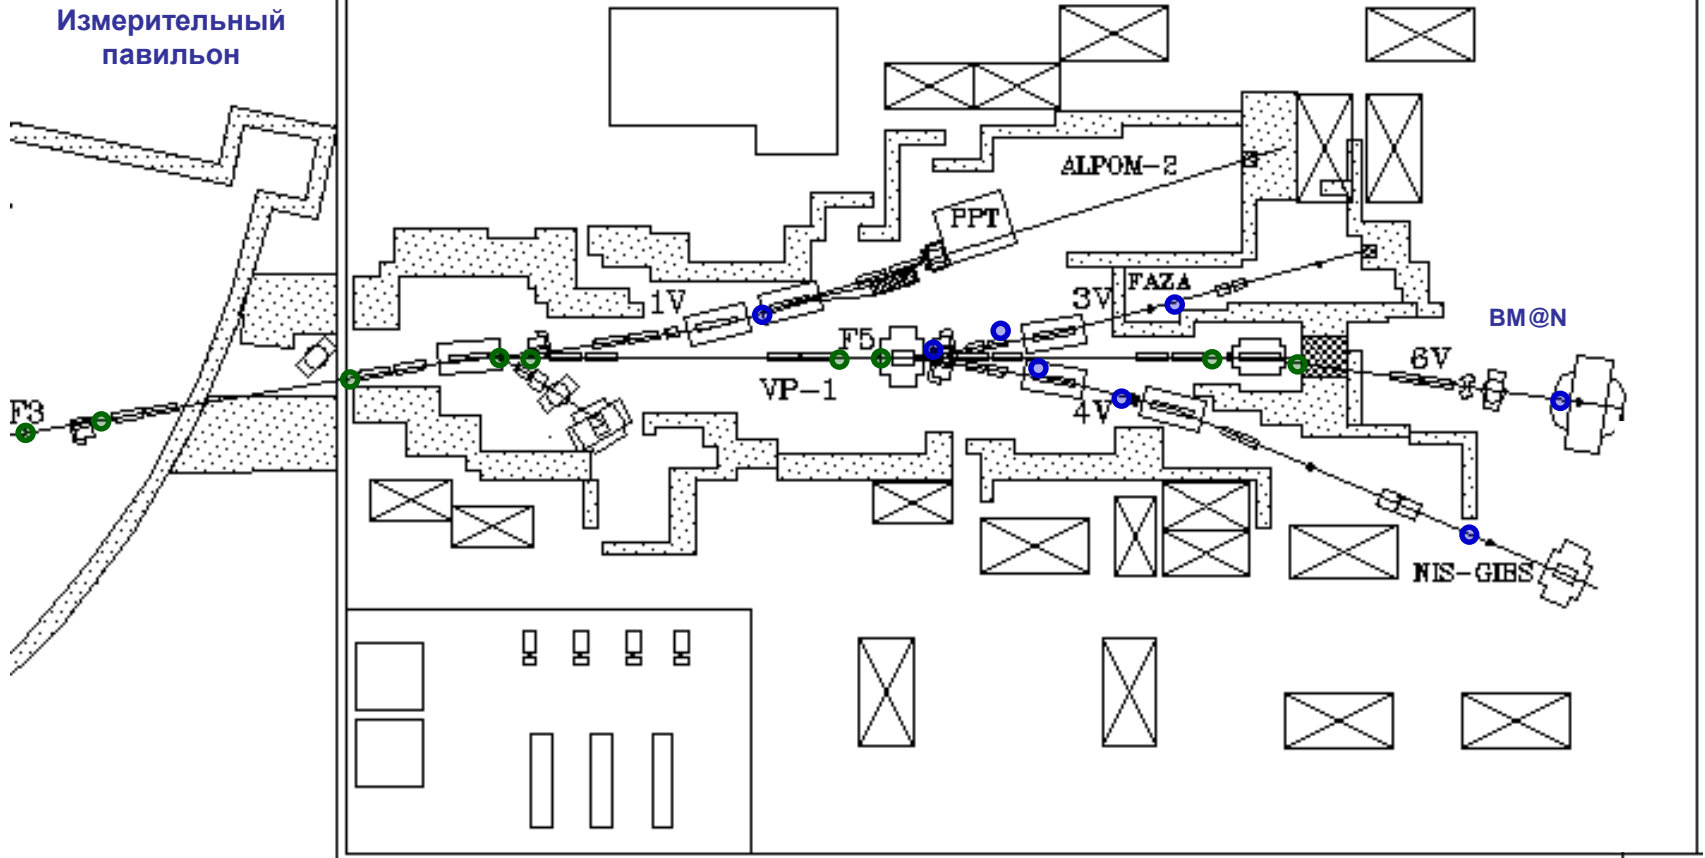 Измерительный
павильон
ALPOM-2
PPT
1V
3V
FAZA
BM@N
F5
6V
VP-1
F3
4V
NIS-GIBS